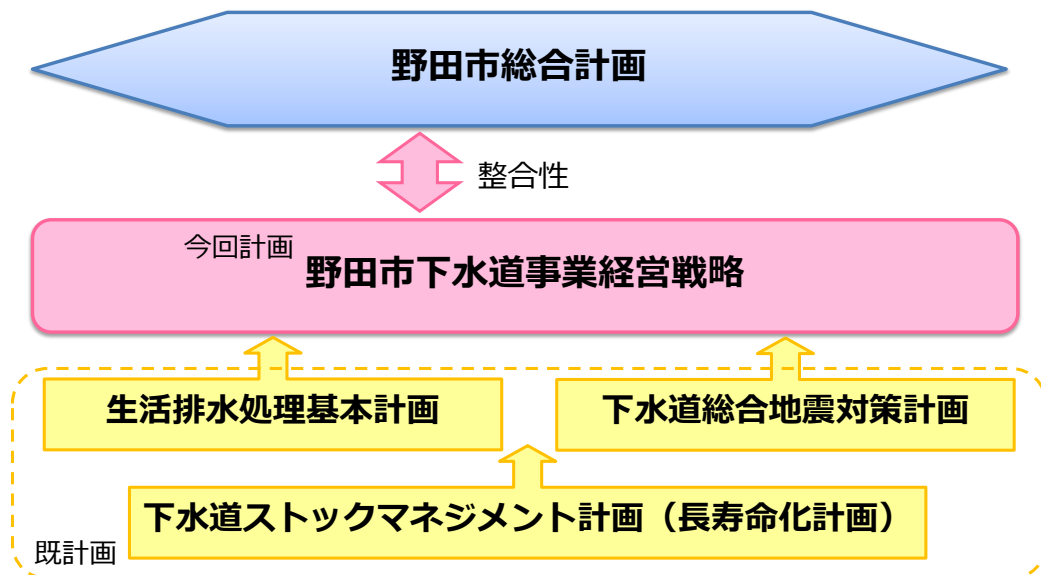 野田市総合計画
整合性
今回計画
野田市下水道事業経営戦略
生活排水処理基本計画
下水道総合地震対策計画
下水道ストックマネジメント計画（長寿命化計画）
既計画